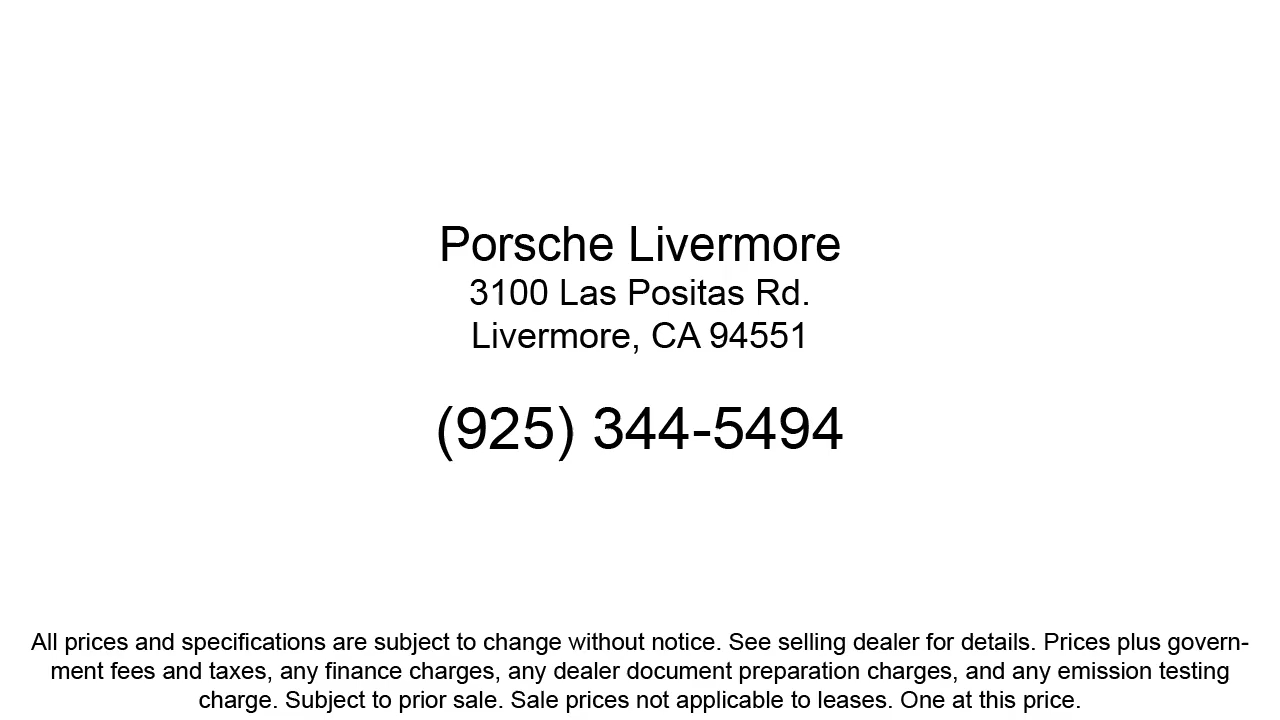 Porsche Livermore
3100 Las Positas Rd.
Livermore, CA 94551
(925) 344-5494
All prices and specifications are subject to change without notice. See selling dealer for details. Prices plus govern-
ment fees and taxes, any finance charges, any dealer document preparation charges, and any emission testing
charge. Subject to prior sale. Sale prices not applicable to leases. One at this price.